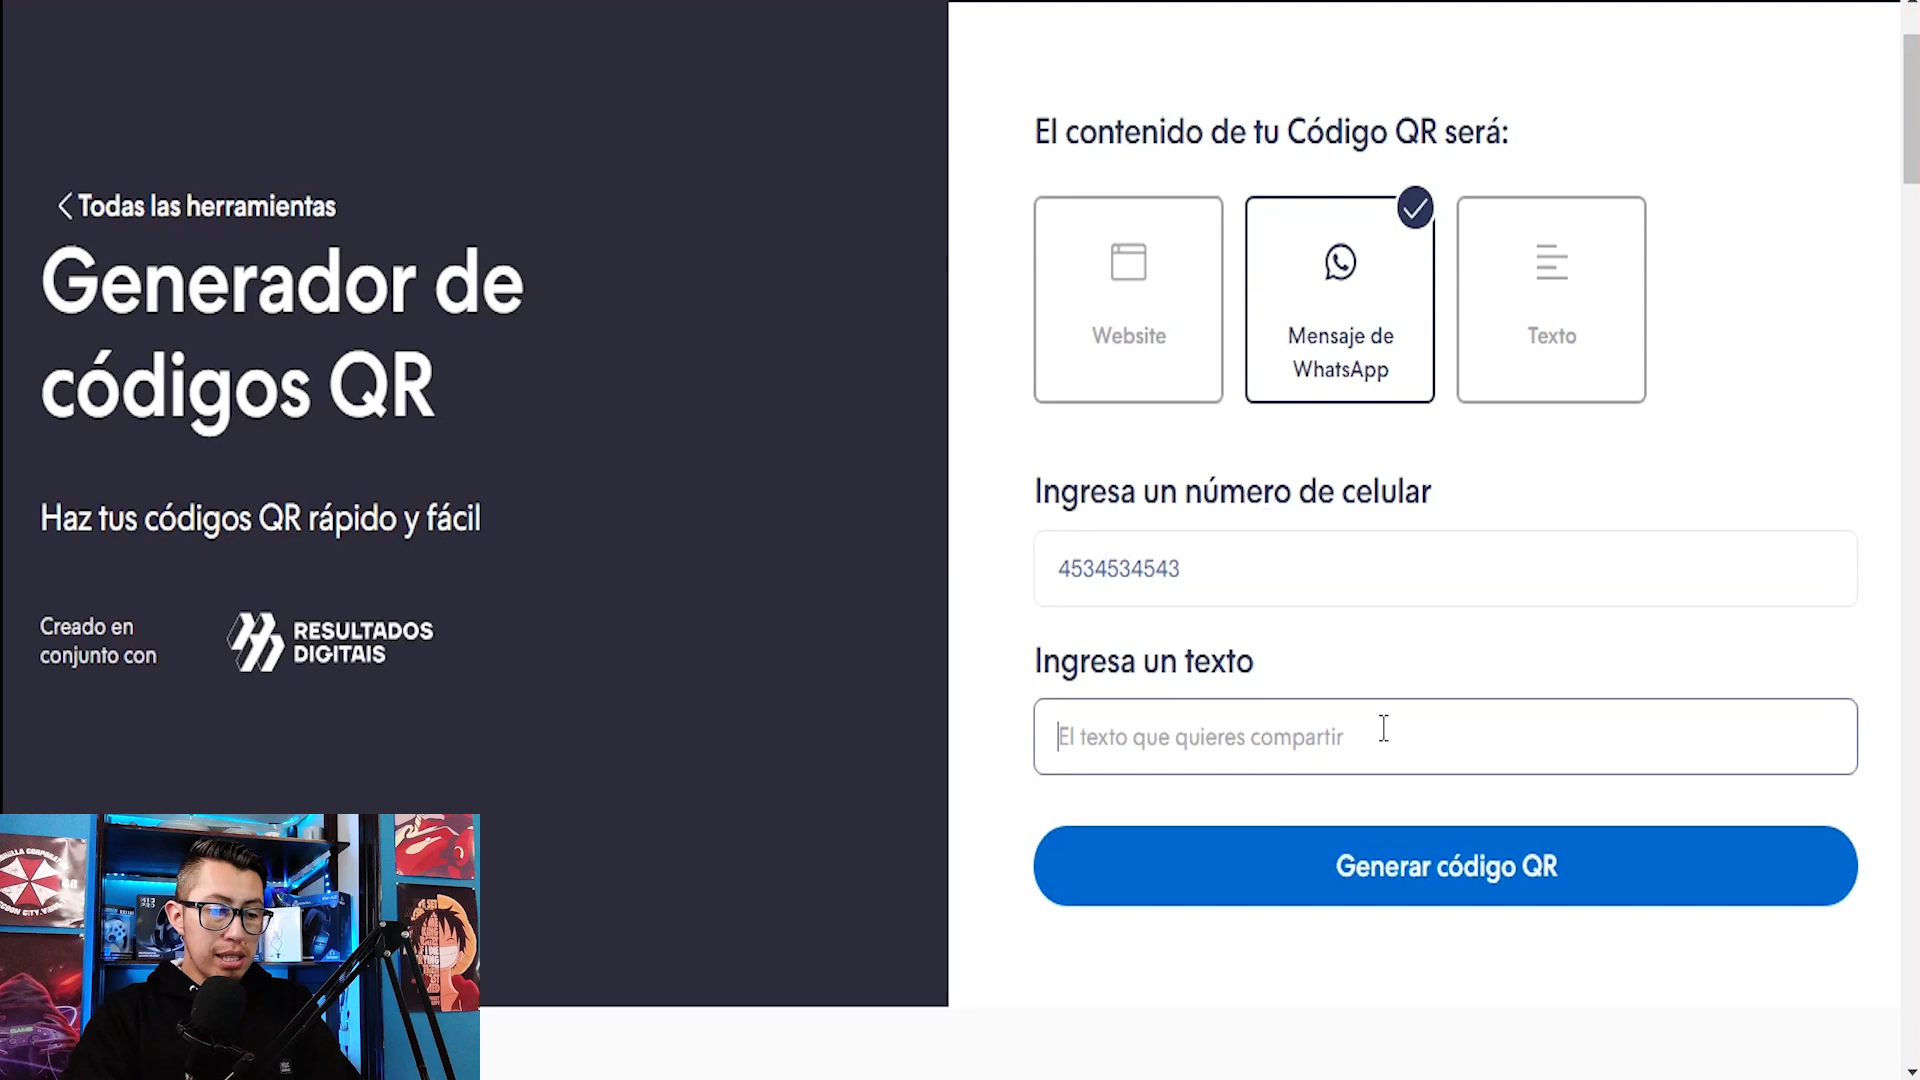 Todas las herramientas
Generador de
códigos QR
Haz tus códigos QR rápido y fácil
Creado en
conjunto con
RESULTADOS
DIGITAIS
El contenido de tu Código QR será:
Website
Mensaje de
WhatsApp
Texto
Ingresa un número de celular
4534534543
Ingresa un texto
El texto que quieres compartir
Generar código QR